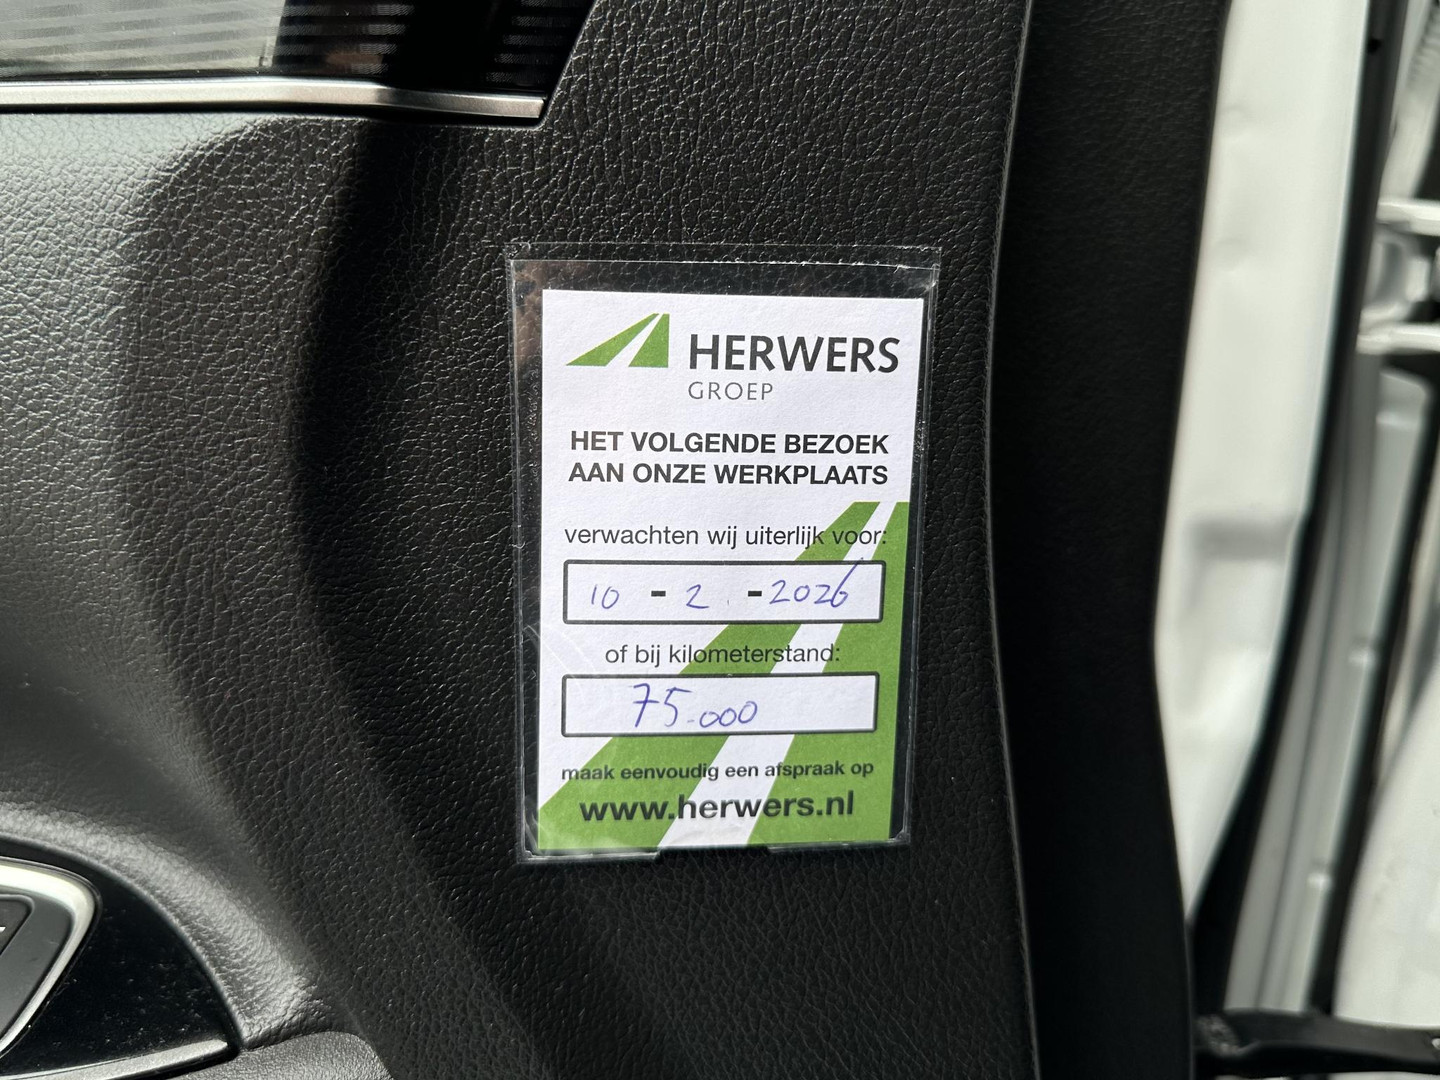 HERWERS
GROEP
HET VOLGENDE BEZOEK
AAN ONZE WERKPLAATS
verwachten wij uiterlijk voor:
10 - 2 - 2026
of bij kilometerstand:
75.000
maak eenvoudig een afspraak op
www.herwers.nl